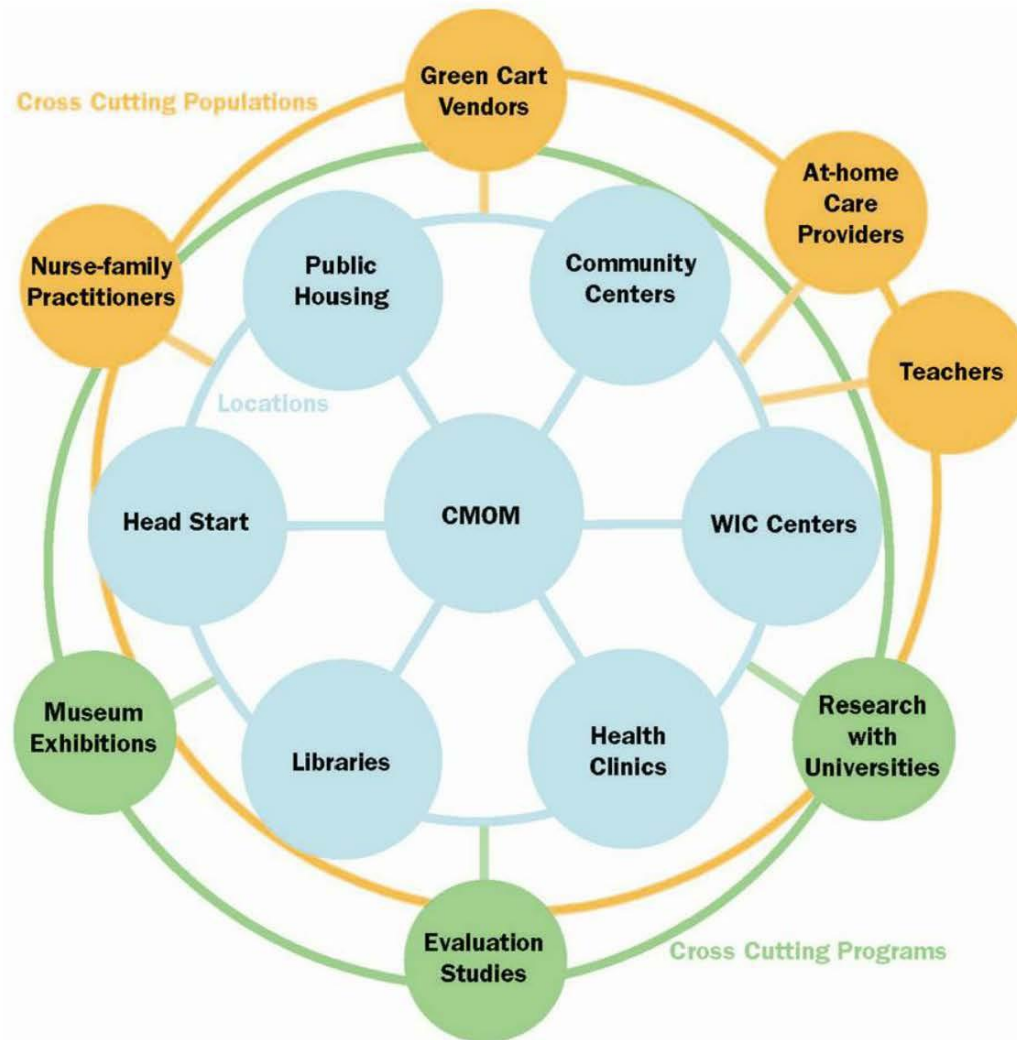 Green Cart
Vendors
Cross Cutting Populations
At-home
Care
Providers
Nurse-family
Practitioners
Public
Housing
Community
Centers
Teachers
Locations
Head Start
CMOM
WIC Centers
Museum
Exhibitions
Libraries
Health
Clinics
Research
with
Universities
Evaluation
Studies
Cross Cutting Programs